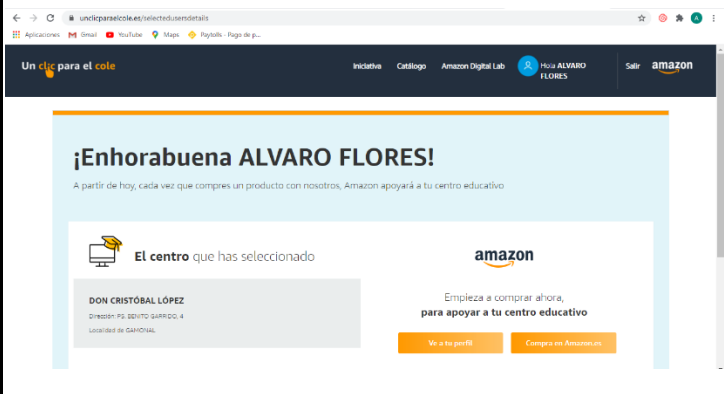 unclicparaelcole.es/selectedusersdetails
Aplicaciones Gmail YouTube Maps Paytolls - Pago de p...
Un clic para el cole
Iniciativa Catálogo Amazon Digital Lab Hola ALVARO FLORES Salir amazon
¡Enhorabuena ALVARO FLORES!
A partir de hoy, cada vez que compres un producto con nosotros, Amazon apoyará a tu centro educativo
El centro que has seleccionado
DON CRISTÓBAL LÓPEZ
Dirección: PS. BENITO GARRIDO, 4
Localidad de GAMONAL
amazon
Empieza a comprar ahora,
para apoyar a tu centro educativo
Ve a tu perfil Compra en Amazon.es